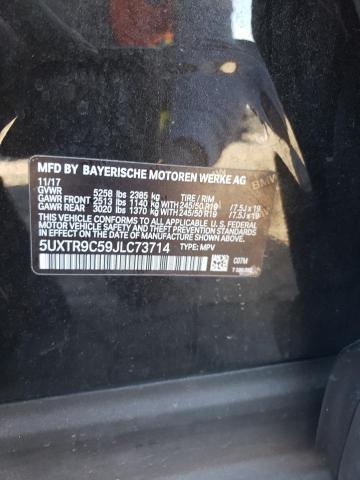 MFD BY BAYERISCHE MOTOREN WERKE AG
11/17
GVWR 5258 lbs 2385 kg TIRE / RIM
GAWR FRONT 2513 lbs 1140 kg WITH 245/50 R19 / 7.5J x 19
GAWR REAR 3020 lbs 1370 kg WITH 245/50 R19 / 7.5J x 19
THIS VEHICLE CONFORMS TO ALL APPLICABLE
U.S. FEDERAL MOTOR VEHICLE SAFETY STANDARDS
IN EFFECT ON THE DATE OF MANUFACTURE SHOWN ABOVE.
5UXTR9C59JLC73714 TYPE: MPV
C07M
BMW